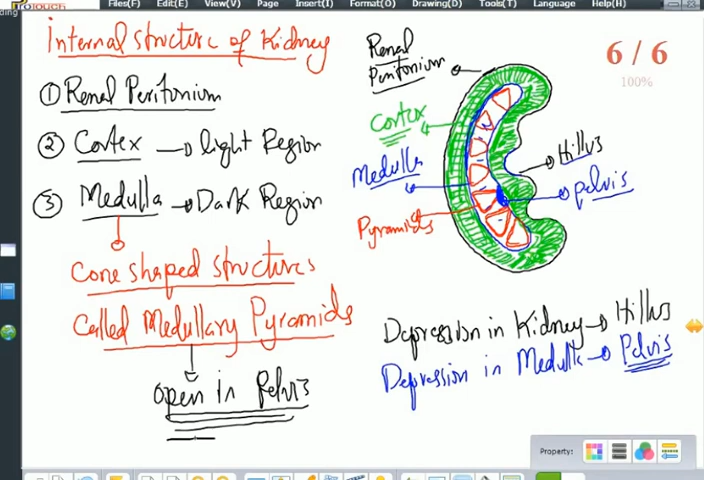 Files(F) Edit(E) View(V) Page Insert(I) Format(O) Drawing(D) Tools(T) Language Help(H)
Internal structure of Kidney
① Renal Peritonium
② Cortex → light Region
③ Medulla → Dark Region
Cone shaped structures
Called Medullary Pyramids
open in Pelvis
Renal
Peritonium
Cortex
Medulla
Pyramids
Hillus
pelvis
6 / 6
100%
Depression in Kidney → Hillus
Depression in Medulla → Pelvis
Property: